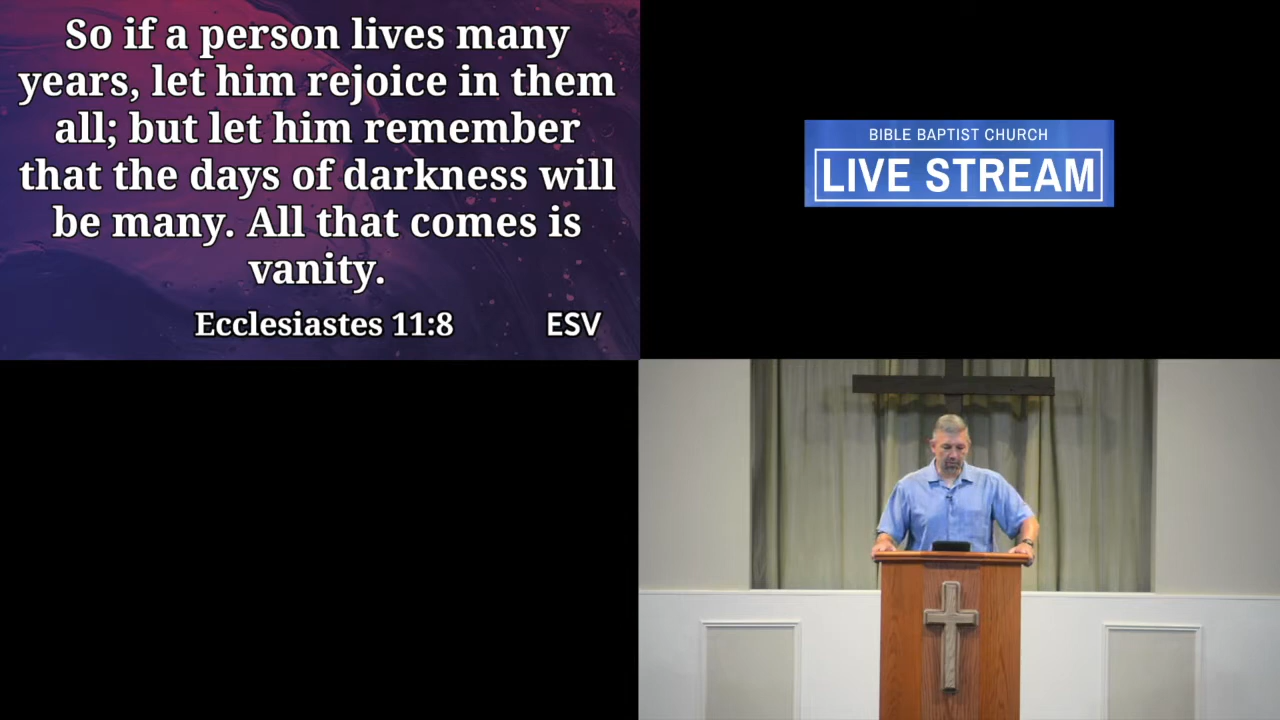 So if a person lives many
years, let him rejoice in them
all; but let him remember
that the days of darkness will
be many. All that comes is
vanity.
Ecclesiastes 11:8 ESV
BIBLE BAPTIST CHURCH
LIVE STREAM